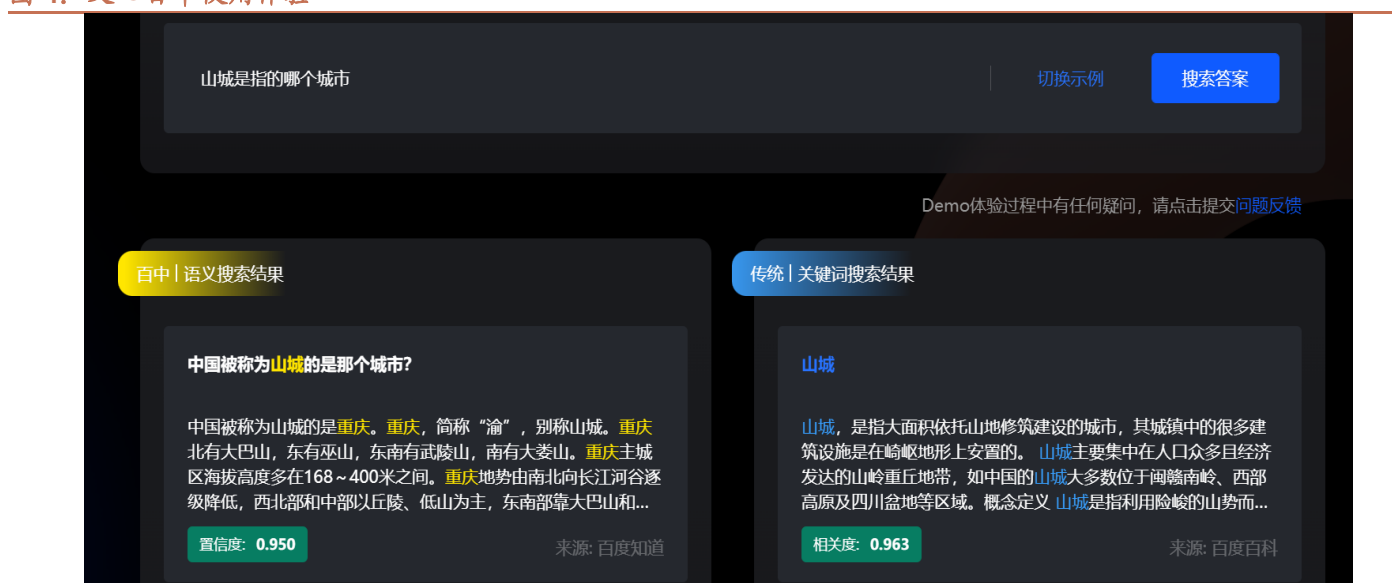 山城是指的哪个城市
切换示例
搜索答案
Demo体验过程中有任何疑问，请点击提交问题反馈
百中 | 语义搜索结果
中国被称为山城的是那个城市?
中国被称为山城的是重庆。重庆，简称“渝”，别称山城。重庆
北有大巴山，东有巫山，东南有武陵山，南有大娄山。重庆主城
区海拔高度多在168～400米之间。重庆地势由南北向长江河谷逐
级降低，西北部和中部以丘陵、低山为主，东南部靠大巴山和...
置信度: 0.950
来源: 百度知道
传统 | 关键词搜索结果
山城
山城，是指大面积依托山地修筑建设的城市，其城镇中的很多建
筑设施是在崎岖地形上安置的。 山城主要集中在人口众多且经济
发达的山岭重丘地带，如中国的山城大多数位于闽赣南岭、西部
高原及四川盆地等区域。概念定义 山城是指利用险峻的山势而...
相关度: 0.963
来源: 百度百科